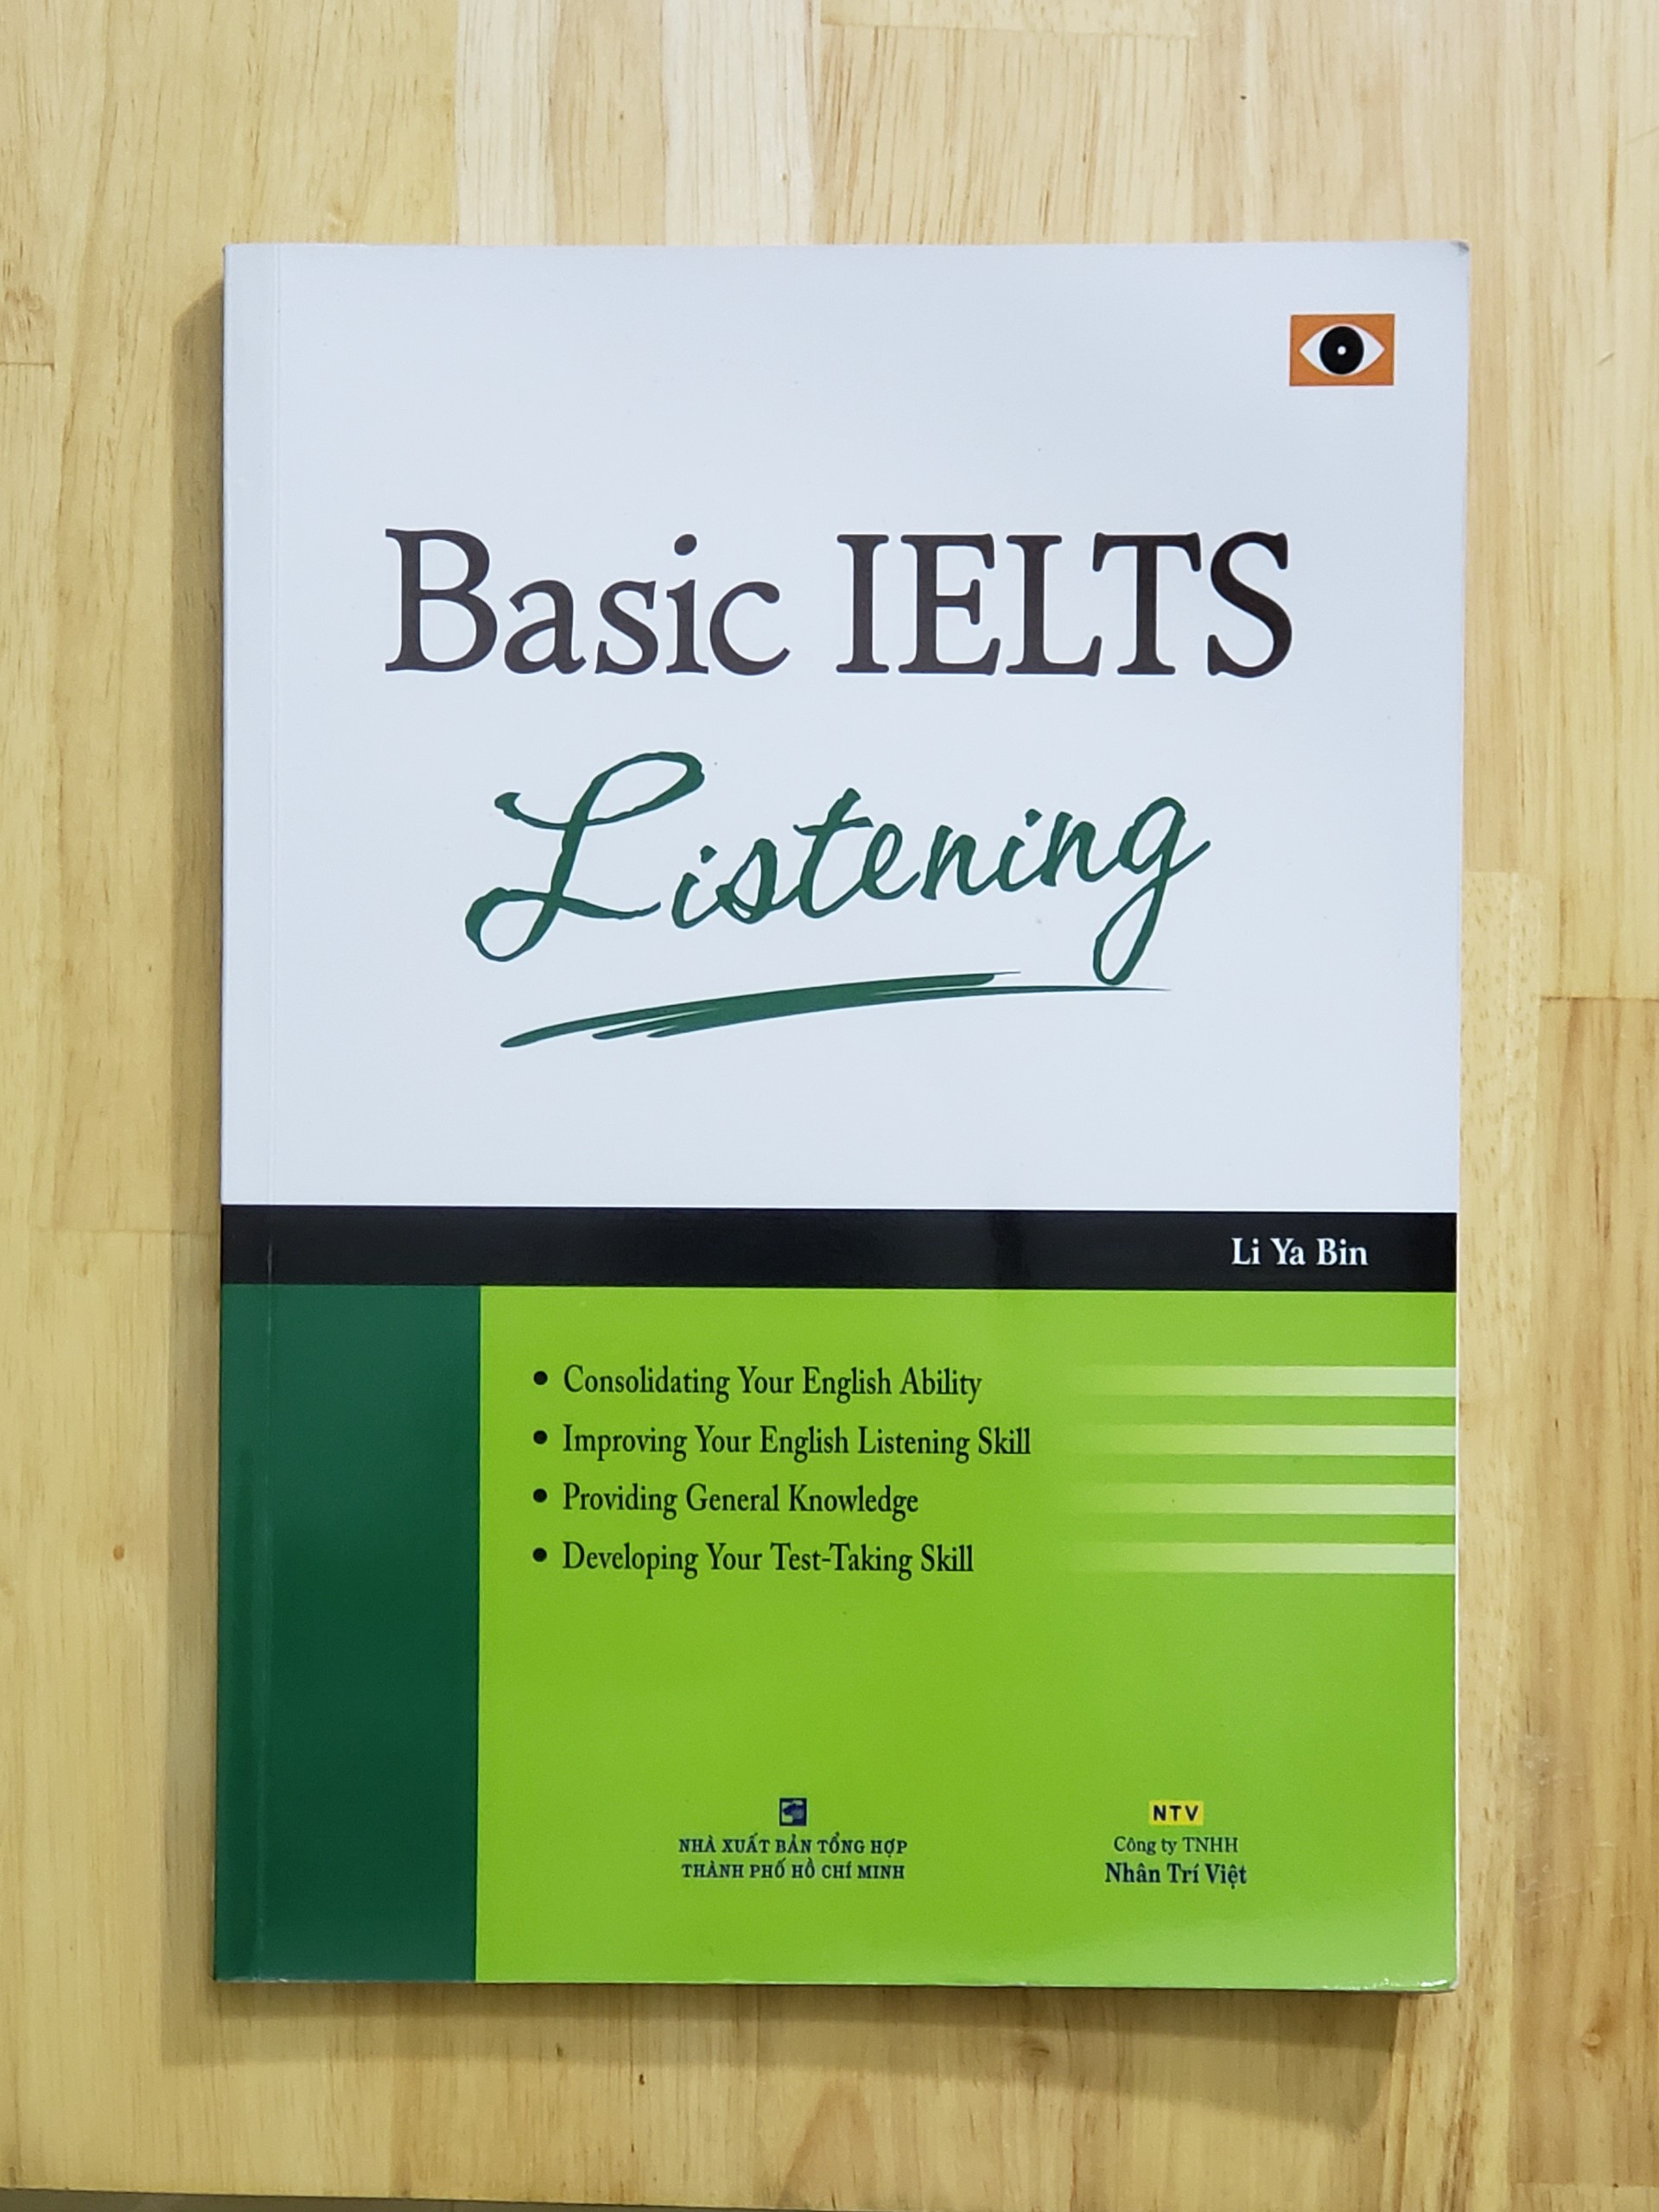 Basic IELTS
Listening
Li Ya Bin
• Consolidating Your English Ability
• Improving Your English Listening Skill
• Providing General Knowledge
• Developing Your Test-Taking Skill
NHÀ XUẤT BẢN TỔNG HỢP
THÀNH PHỐ HỒ CHÍ MINH
NTV
Công ty TNHH
Nhân Trí Việt